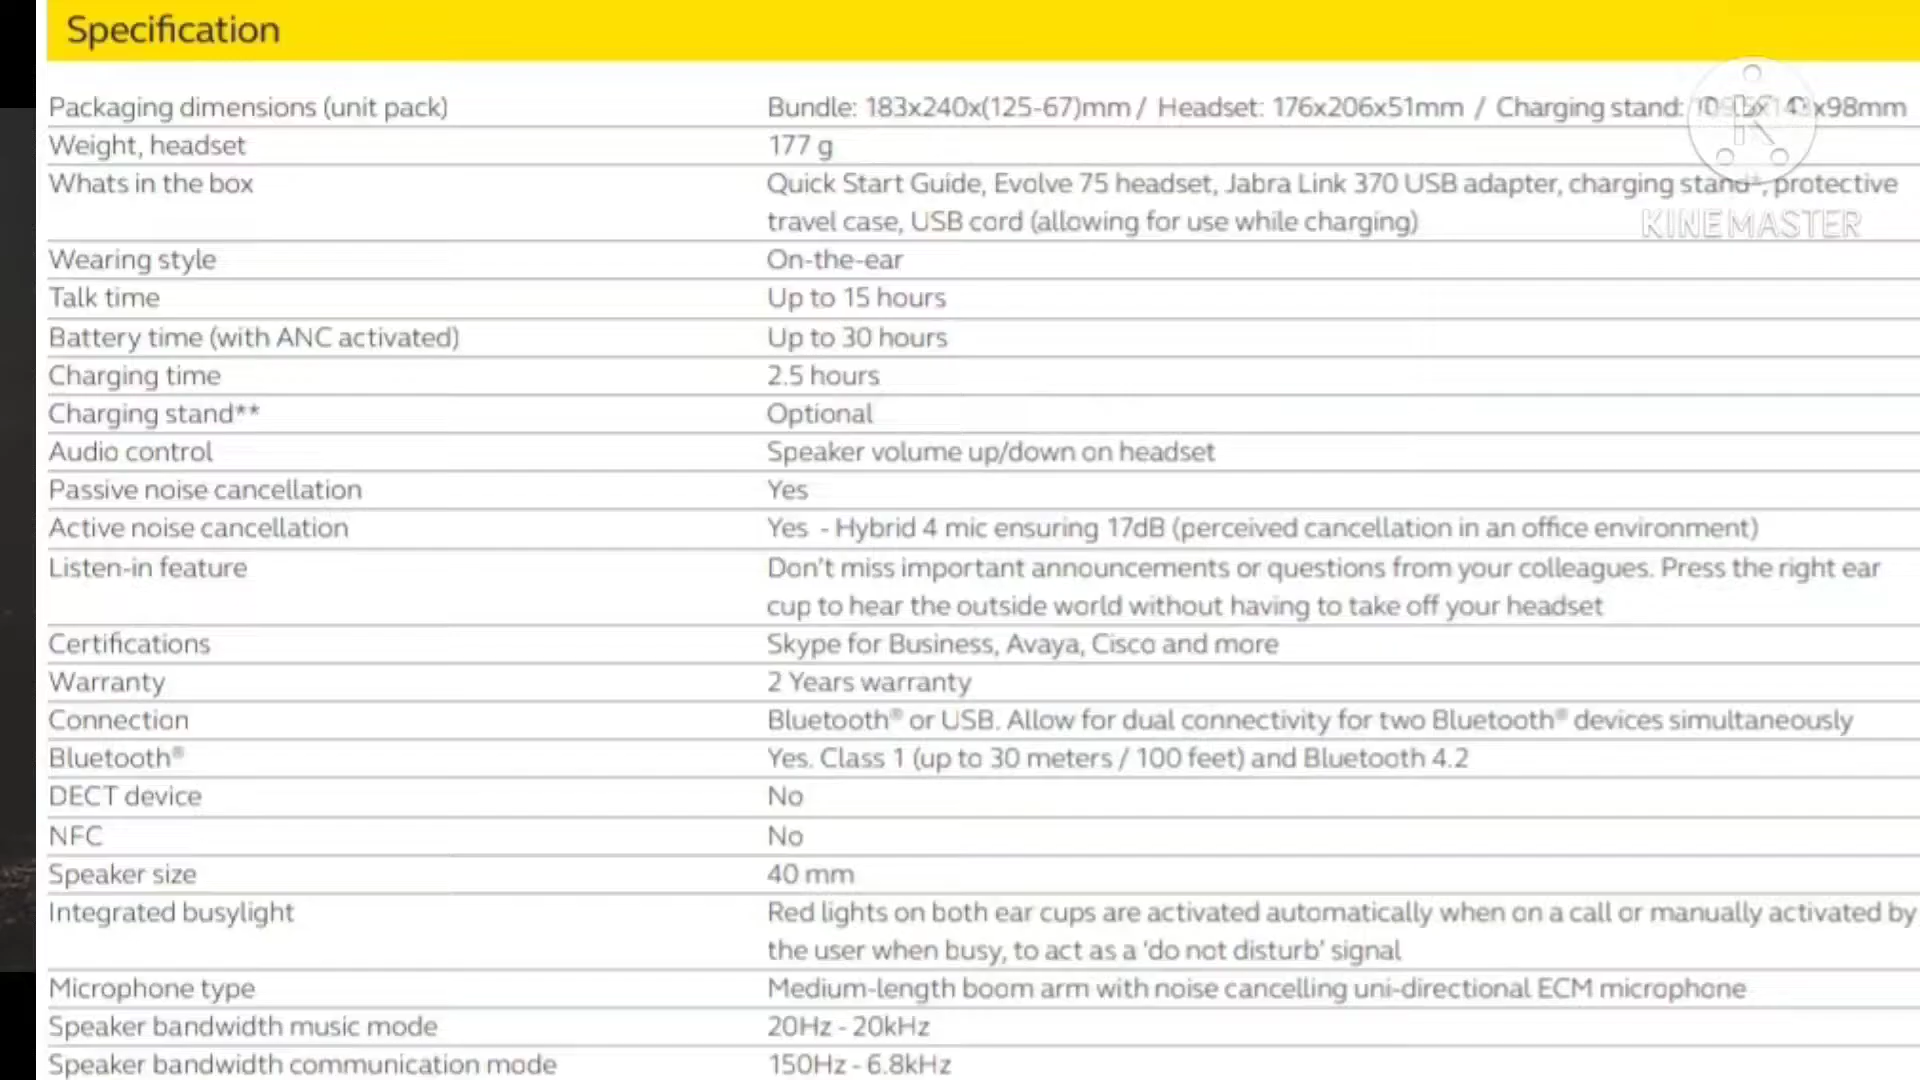 Specification
Packaging dimensions (unit pack) Bundle: 183x240x(125-67)mm / Headset: 176x206x51mm / Charging stand: x98mm
Weight, headset 177 g
Whats in the box Quick Start Guide, Evolve 75 headset, Jabra Link 370 USB adapter, charging stand*, protective
travel case, USB cord (allowing for use while charging)
KINEMASTER
Wearing style On-the-ear
Talk time Up to 15 hours
Battery time (with ANC activated) Up to 30 hours
Charging time 2.5 hours
Charging stand** Optional
Audio control Speaker volume up/down on headset
Passive noise cancellation Yes
Active noise cancellation Yes - Hybrid 4 mic ensuring 17dB (perceived cancellation in an office environment)
Listen-in feature Don't miss important announcements or questions from your colleagues. Press the right ear
cup to hear the outside world without having to take off your headset
Certifications Skype for Business, Avaya, Cisco and more
Warranty 2 Years warranty
Connection Bluetooth® or USB. Allow for dual connectivity for two Bluetooth® devices simultaneously
Bluetooth® Yes. Class 1 (up to 30 meters / 100 feet) and Bluetooth 4.2
DECT device No
NFC No
Speaker size 40 mm
Integrated busylight Red lights on both ear cups are activated automatically when on a call or manually activated by
the user when busy, to act as a 'do not disturb' signal
Microphone type Medium-length boom arm with noise cancelling uni-directional ECM microphone
Speaker bandwidth music mode 20Hz - 20kHz
Speaker bandwidth communication mode 150Hz - 6.8kHz